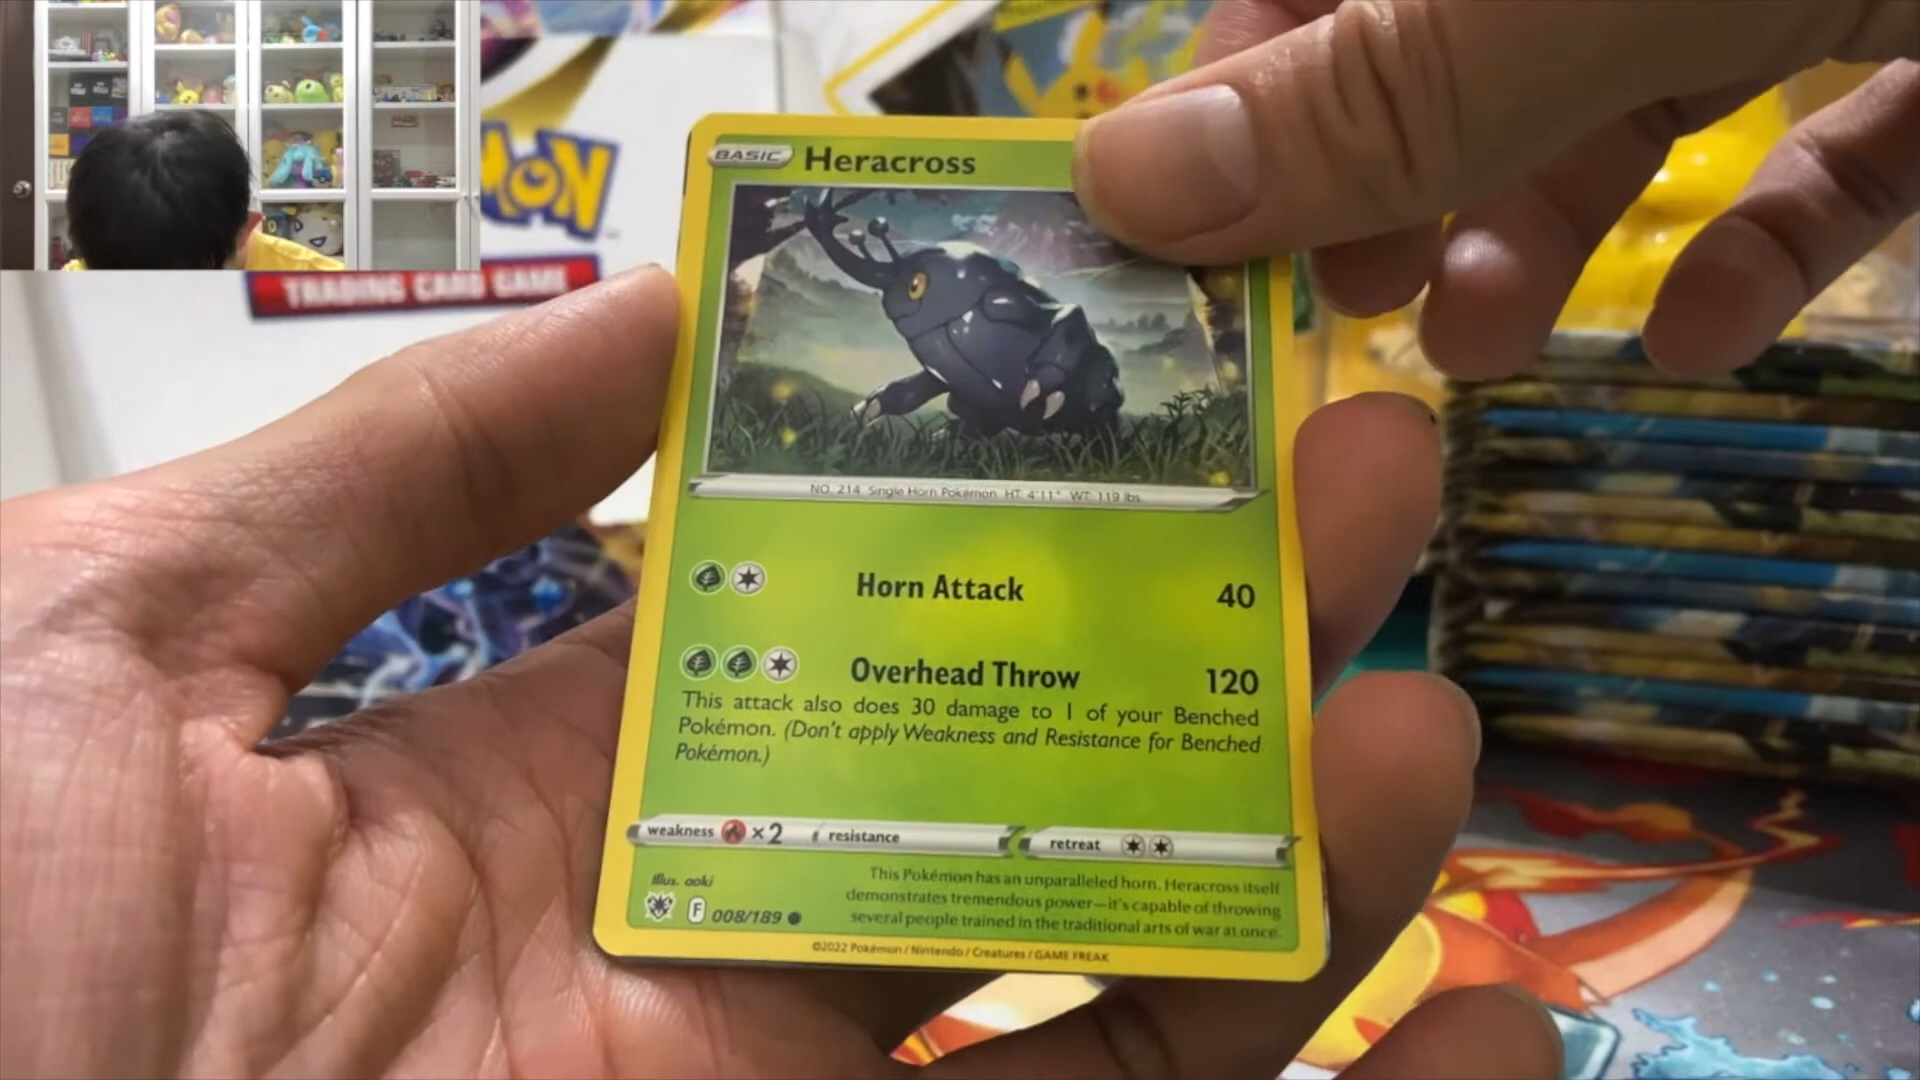 MON
TRADING CARD GAME
BASIC Heracross
NO. 214 Single Horn Pokémon HT: 4'11" WT: 119 lbs.
Horn Attack 40
Overhead Throw 120
This attack also does 30 damage to 1 of your Benched
Pokémon. (Don't apply Weakness and Resistance for Benched
Pokémon.)
weakness ×2 resistance retreat
Illus. aoki
F 008/189
This Pokémon has an unparalleled horn. Heracross itself
demonstrates tremendous power—it's capable of throwing
several people trained in the traditional arts of war at once.
©2022 Pokémon / Nintendo / Creatures / GAME FREAK